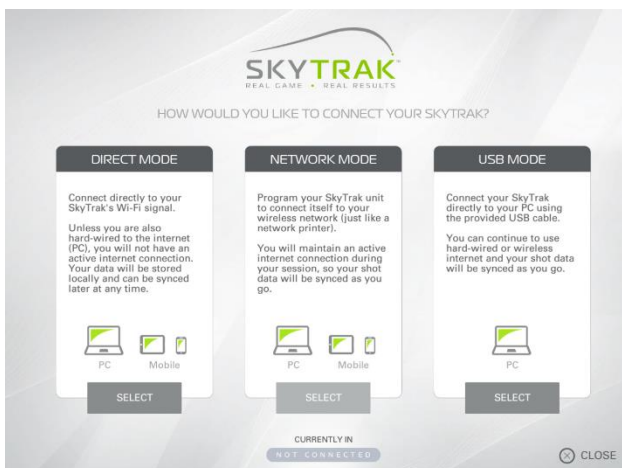 SKYTRAK™
REAL GAME • REAL RESULTS
HOW WOULD YOU LIKE TO CONNECT YOUR SKYTRAK?
DIRECT MODE
Connect directly to your
SkyTrak's Wi-Fi signal.
Unless you are also
hard-wired to the internet
(PC), you will not have an
active internet connection.
Your data will be stored
locally and can be synced
later at any time.
PC Mobile
SELECT
NETWORK MODE
Program your SkyTrak unit
to connect itself to your
wireless network (just like a
network printer).
You will maintain an active
internet connection during
your session, so your shot
data will be synced as you
go.
PC Mobile
SELECT
USB MODE
Connect your SkyTrak
directly to your PC using
the provided USB cable.
You can continue to use
hard-wired or wireless
internet and your shot data
will be synced as you go.
PC
SELECT
CURRENTLY IN
NOT CONNECTED
CLOSE